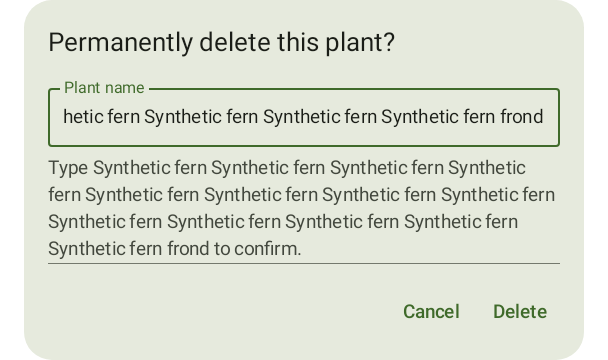 Permanently delete this plant?
Plant name
hetic fern Synthetic fern Synthetic fern Synthetic fern frond
Type Synthetic fern Synthetic fern Synthetic fern Synthetic
fern Synthetic fern Synthetic fern Synthetic fern Synthetic fern
Synthetic fern Synthetic fern Synthetic fern Synthetic fern
Synthetic fern frond to confirm.
Cancel
Delete